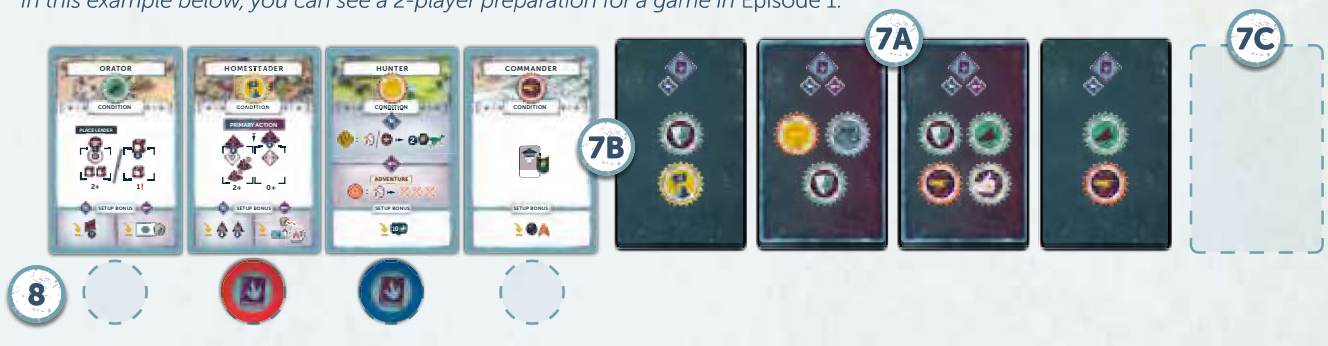 In this example below, you can see a 2-player preparation for a game in Episode 1.
7A
7C
ORATOR
HOMESTEADER
HUNTER
COMMANDER
CONDITION
CONDITION
CONDITION
CONDITION
PLACE LEADER
PRIMARY ACTION
2
7B
ADVENTURE
2+
1!
2+
0+
SETUP BONUS
SETUP BONUS
SETUP BONUS
SETUP BONUS
10
8